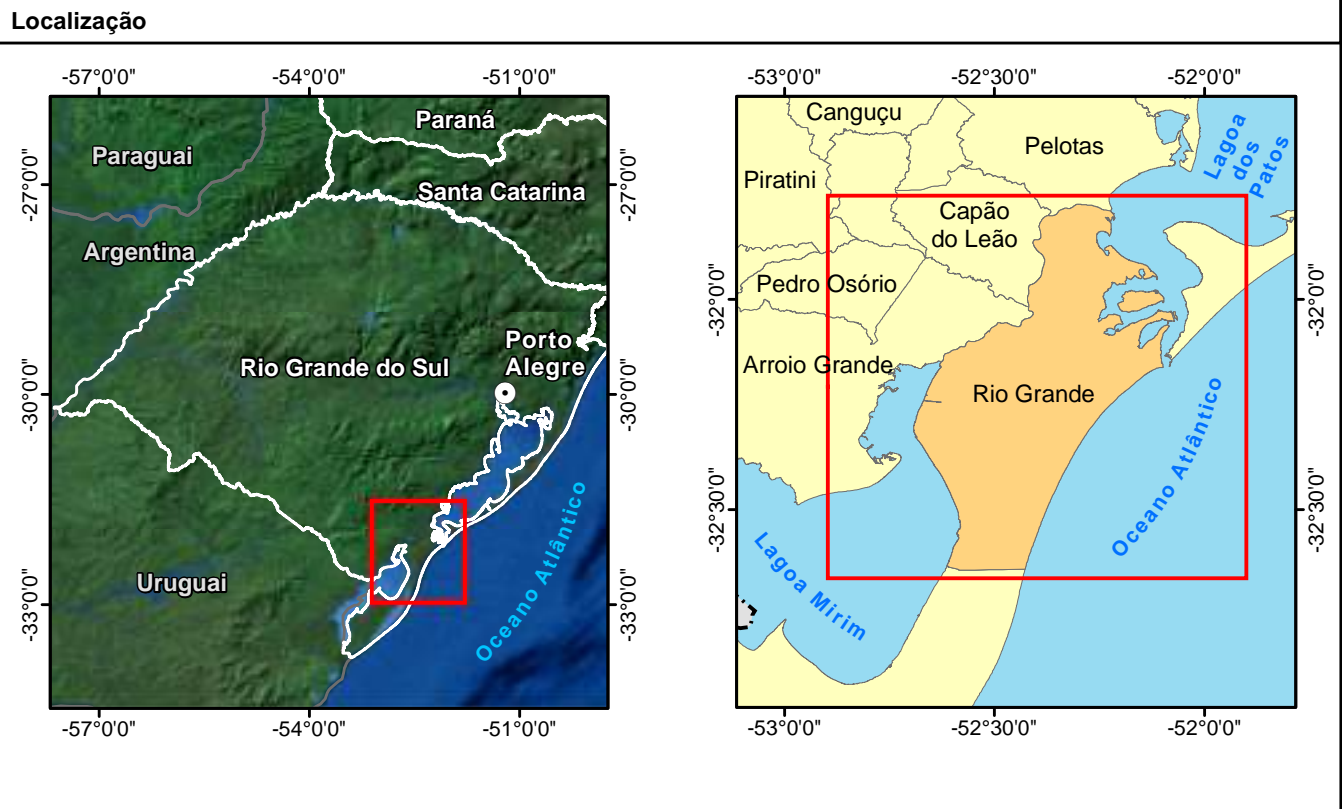 Localização
-57°0'0"
-54°0'0"
-51°0'0"
-27°0'0"
-30°0'0"
-33°0'0"
Paraná
Paraguai
Santa Catarina
Argentina
Porto
Alegre
Rio Grande do Sul
Uruguai
Oceano Atlântico
-27°0'0"
-30°0'0"
-33°0'0"
-57°0'0"
-54°0'0"
-51°0'0"
-53°0'0"
-52°30'0"
-52°0'0"
-32°0'0"
-32°30'0"
Canguçu
Pelotas
Lagoa
dos
Patos
Piratini
Capão
do Leão
Pedro Osório
Arroio Grande
Rio Grande
Oceano Atlântico
Lagoa Mirim
-32°0'0"
-32°30'0"
-53°0'0"
-52°30'0"
-52°0'0"